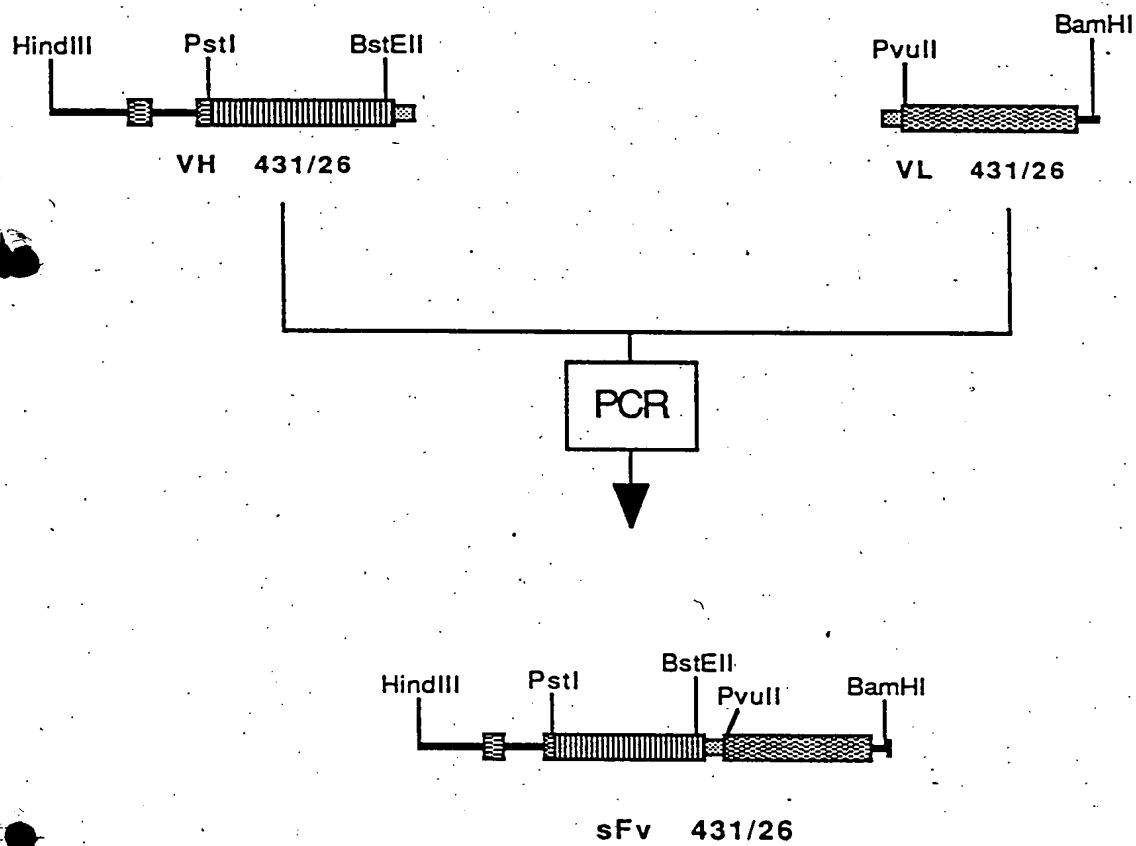 HindIII PstI BstEII
PvuII BamHI
VH 431/26
VL 431/26
PCR
HindIII PstI BstEII PvuII BamHI
sFv 431/26